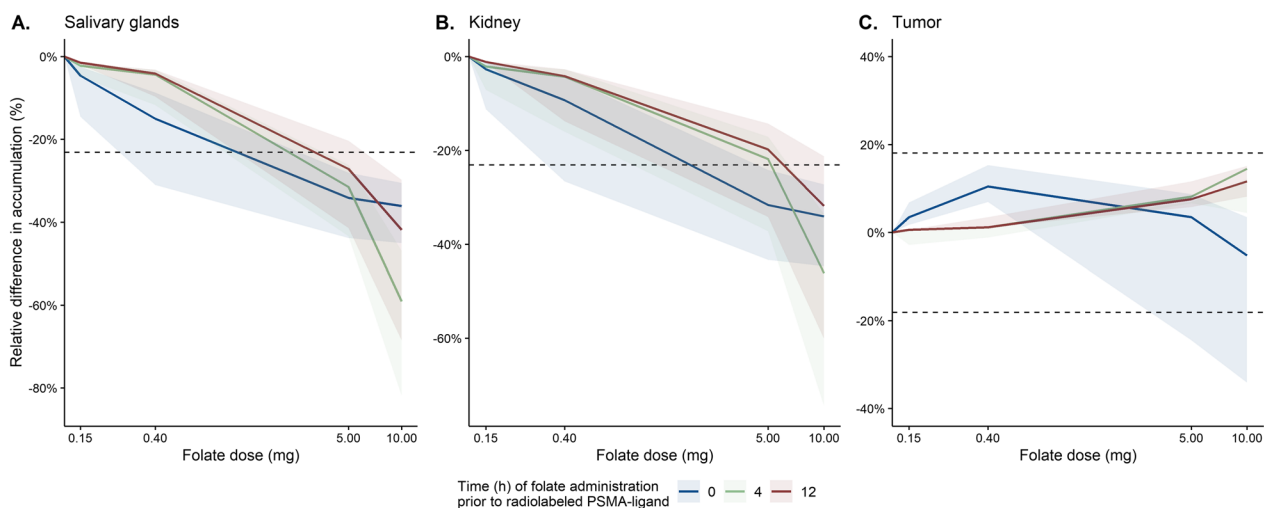 A. Salivary glands
B. Kidney
C. Tumor
Relative difference in accumulation (%)
0%
-20%
-40%
-60%
-80%
0.15 0.40 5.00 10.00
Folate dose (mg)
0%
-20%
-40%
-60%
0.15 0.40 5.00 10.00
Folate dose (mg)
40%
20%
0%
-20%
-40%
0.15 0.40 5.00 10.00
Folate dose (mg)
Time (h) of folate administration
prior to radiolabeled PSMA-ligand
0 4 12